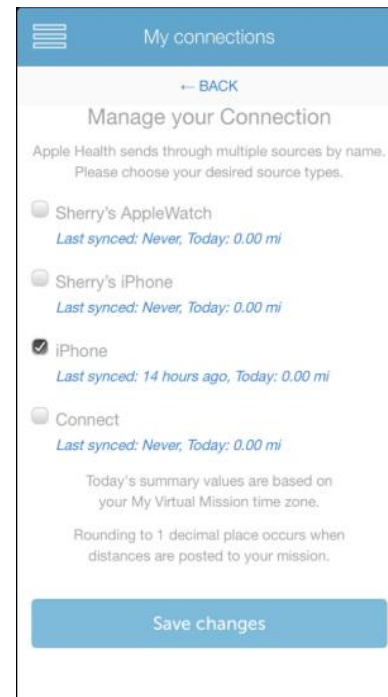 My connections
← BACK
Manage your Connection
Apple Health sends through multiple sources by name.
Please choose your desired source types.
Sherry's AppleWatch
Last synced: Never, Today: 0.00 mi
Sherry's iPhone
Last synced: Never, Today: 0.00 mi
iPhone
Last synced: 14 hours ago, Today: 0.00 mi
Connect
Last synced: Never, Today: 0.00 mi
Today's summary values are based on
your My Virtual Mission time zone.
Rounding to 1 decimal place occurs when
distances are posted to your mission.
Save changes